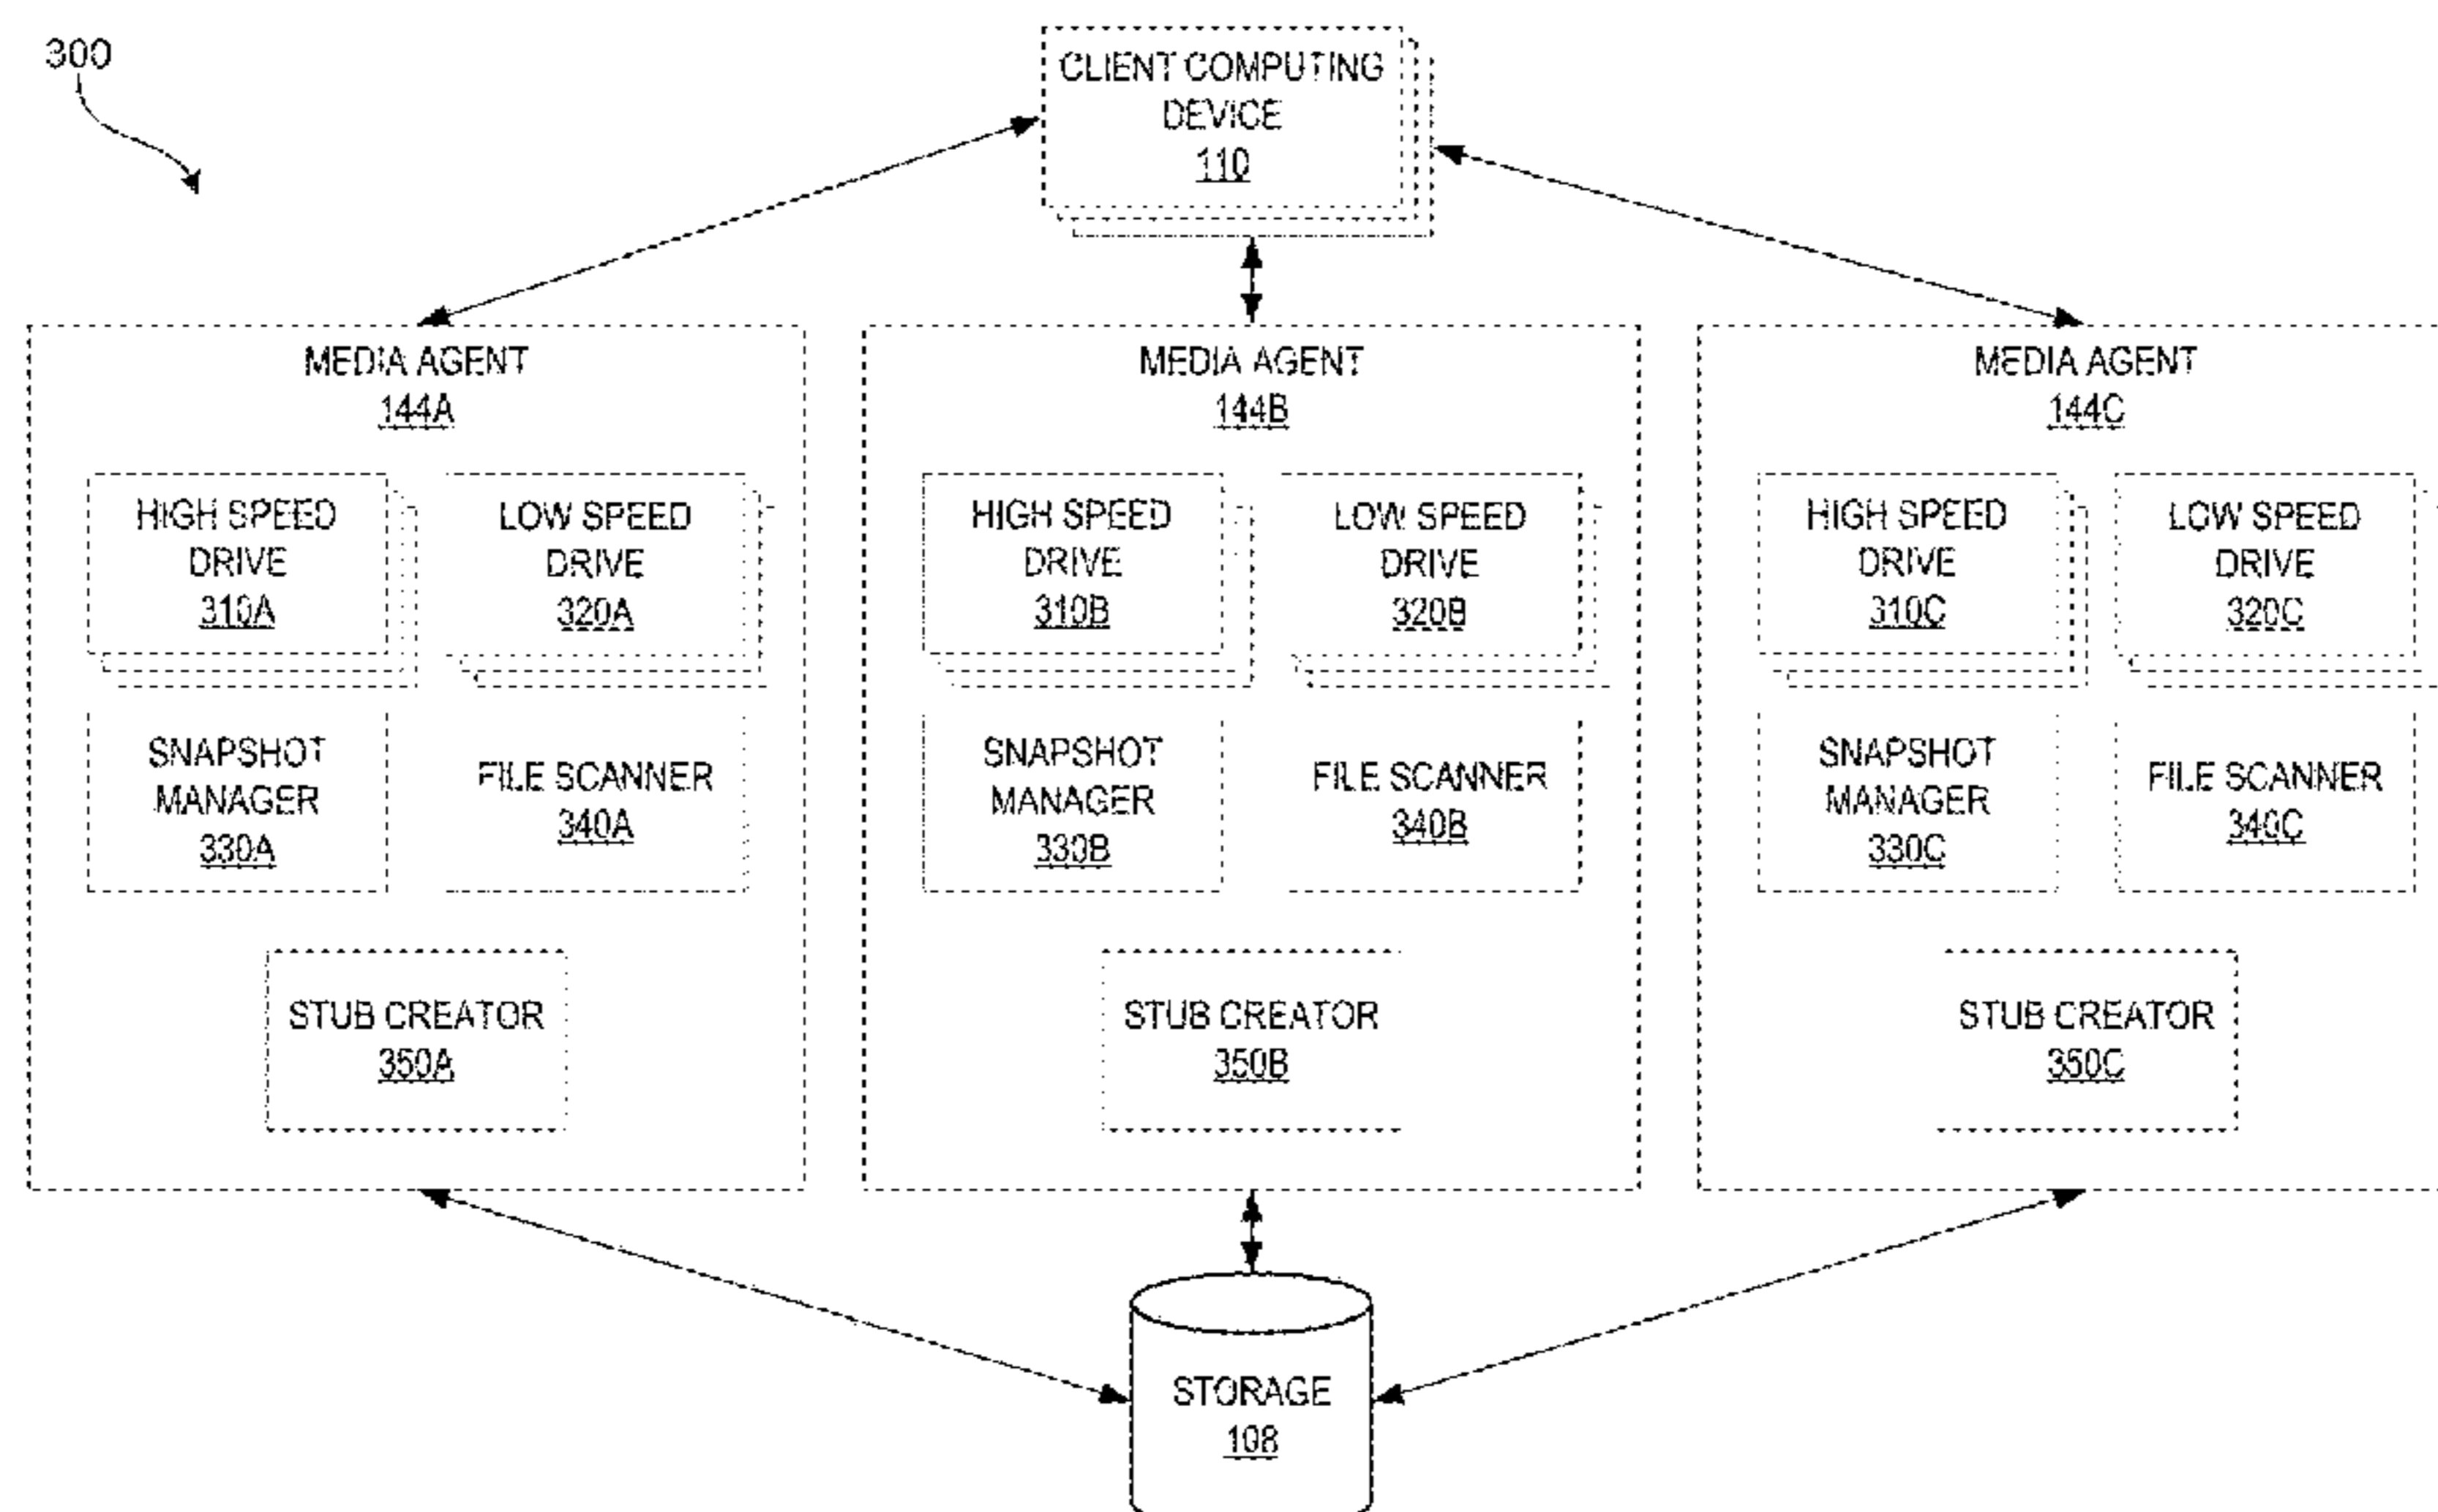 300
CLIENT COMPUTING
DEVICE
110
MEDIA AGENT
144A
HIGH SPEED
DRIVE
310A
LOW SPEED
DRIVE
320A
SNAPSHOT
MANAGER
330A
FILE SCANNER
340A
STUB CREATOR
350A
MEDIA AGENT
144B
HIGH SPEED
DRIVE
310B
LOW SPEED
DRIVE
320B
SNAPSHOT
MANAGER
330B
FILE SCANNER
340B
STUB CREATOR
350B
MEDIA AGENT
144C
HIGH SPEED
DRIVE
310C
LOW SPEED
DRIVE
320C
SNAPSHOT
MANAGER
330C
FILE SCANNER
340C
STUB CREATOR
350C
STORAGE
108